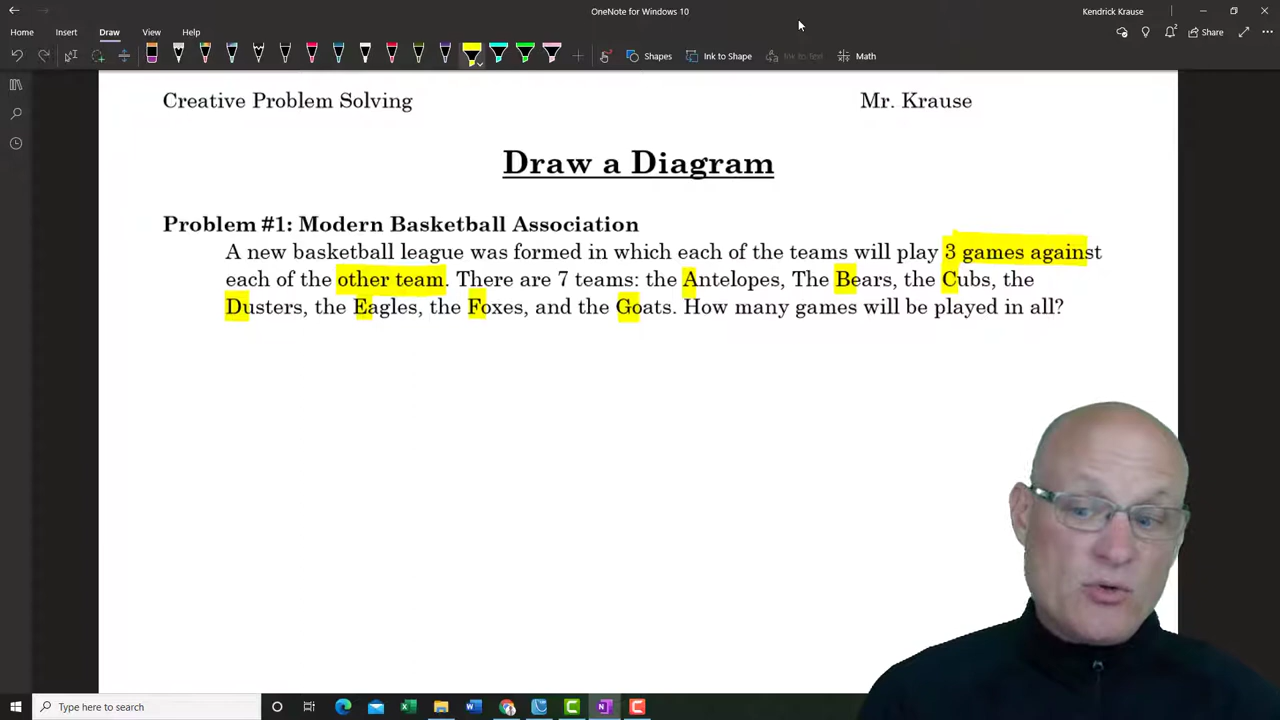 OneNote for Windows 10
Kendrick Krause
Home Insert Draw View Help
Share
Shapes
Ink to Shape
Ink to Text
Math
Creative Problem Solving
Mr. Krause
Draw a Diagram
Problem #1: Modern Basketball Association
A new basketball league was formed in which each of the teams will play 3 games against
each of the other team. There are 7 teams: the Antelopes, The Bears, the Cubs, the
Dusters, the Eagles, the Foxes, and the Goats. How many games will be played in all?
Type here to search